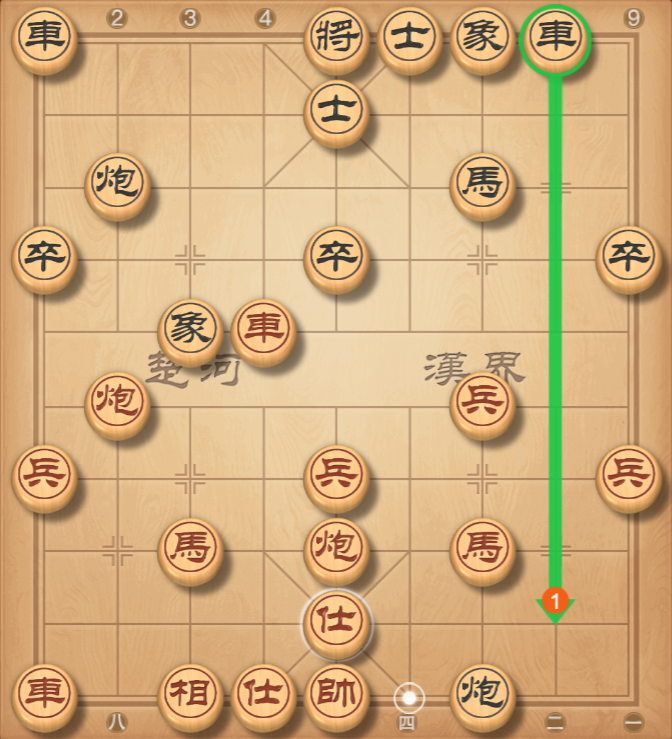 車 2 3 4 將 士 象 車 9
士
炮 馬
卒 卒 卒
象 車
楚河 漢界
炮 兵
兵 兵 兵
馬 炮 馬
1
仕
車 相 仕 帥 炮
八 四 二 一